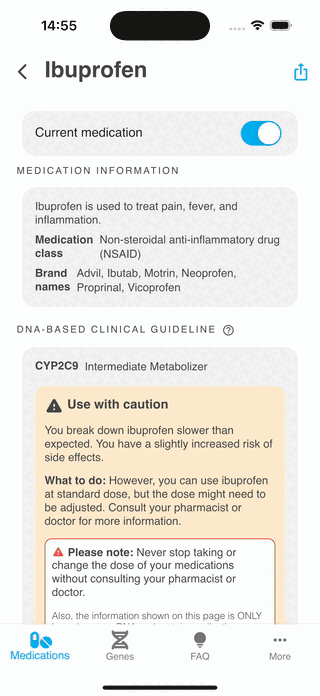 14:55
Ibuprofen
Current medication
MEDICATION INFORMATION
Ibuprofen is used to treat pain, fever, and
inflammation.
Medication Non-steroidal anti-inflammatory drug
class (NSAID)
Brand Advil, Ibutab, Motrin, Neoprofen,
names Proprinal, Vicoprofen
DNA-BASED CLINICAL GUIDELINE ?
CYP2C9 Intermediate Metabolizer
Use with caution
You break down ibuprofen slower than
expected. You have a slightly increased risk of
side effects.
What to do: However, you can use ibuprofen
at standard dose, but the dose might need to
be adjusted. Consult your pharmacist or
doctor for more information.
Please note: Never stop taking or
change the dose of your medications
without consulting your pharmacist or
doctor.
Also, the information shown on this page is ONLY
Medications Genes FAQ More